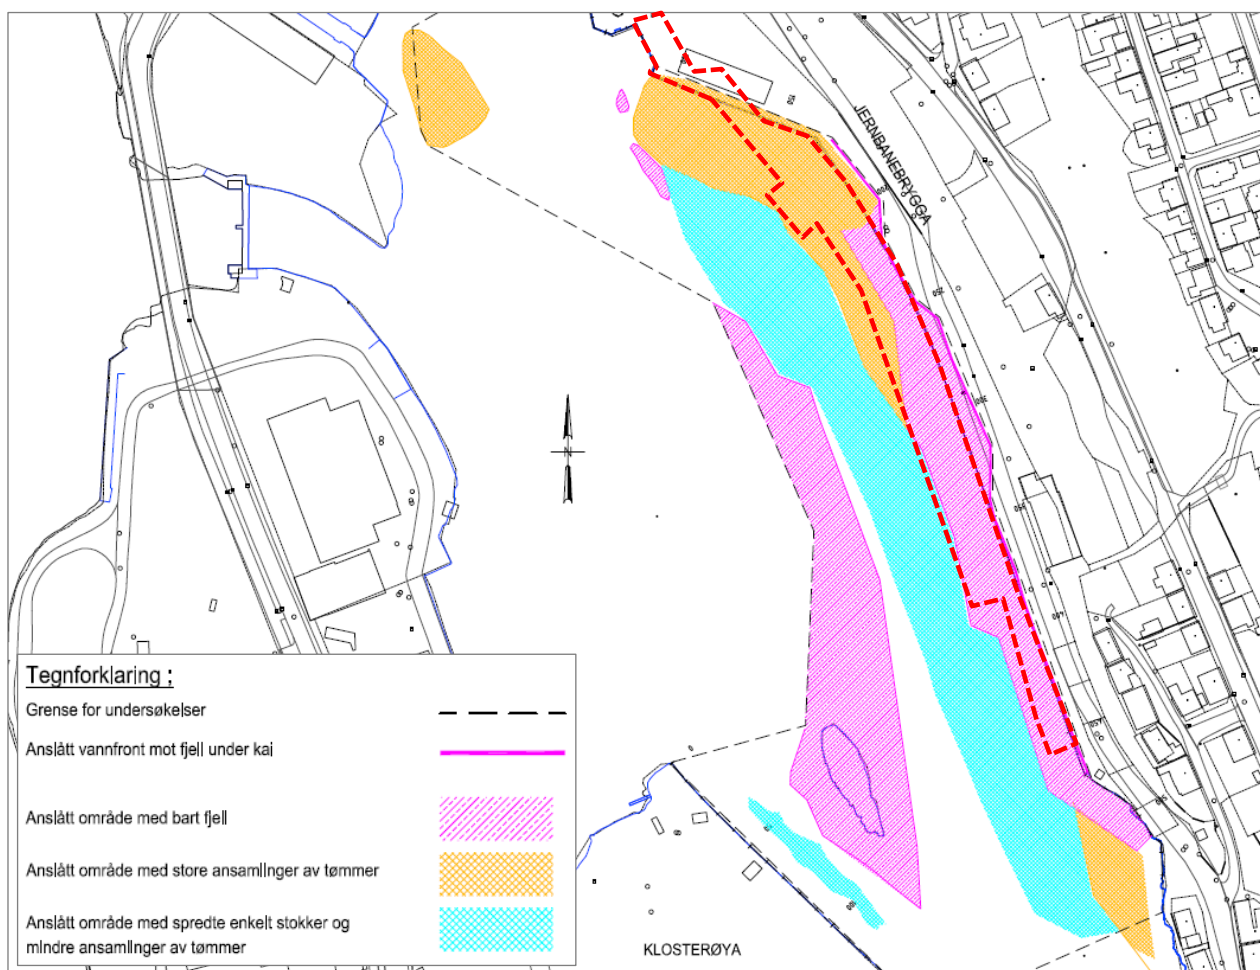 JERNBANEBRYGGA
N
Tegnforklaring :
Grense for undersøkelser
Anslått vannfront mot fjell under kai
Anslått område med bart fjell
Anslått område med store ansamlinger av tømmer
Anslått område med spredte enkelt stokker og
mindre ansamlinger av tømmer
KLOSTERØYA